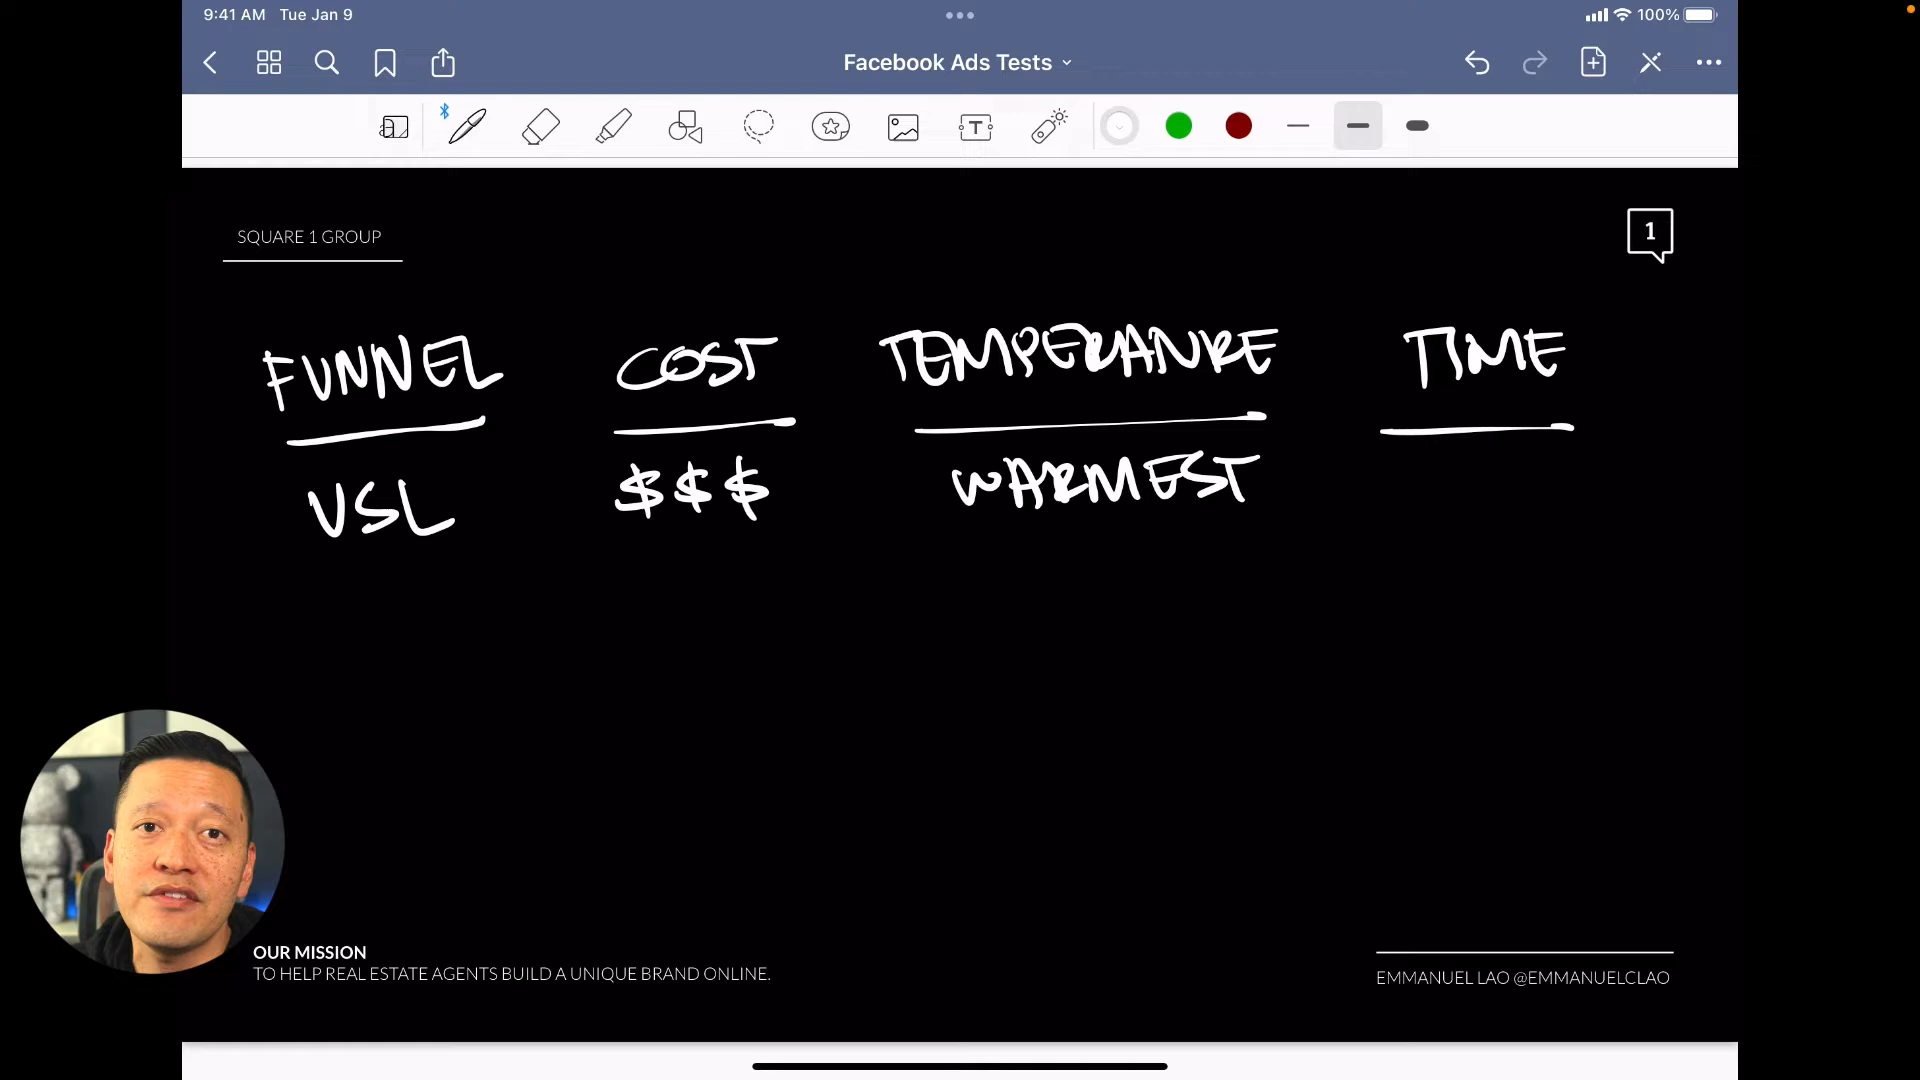 9:41 AM Tue Jan 9 100%
Facebook Ads Tests
SQUARE 1 GROUP
1
FUNNEL COST TEMPERANRE TIME
VSL $$$ WARMEST
OUR MISSION
TO HELP REAL ESTATE AGENTS BUILD A UNIQUE BRAND ONLINE.
EMMANUEL LAO @EMMANUELCLAO